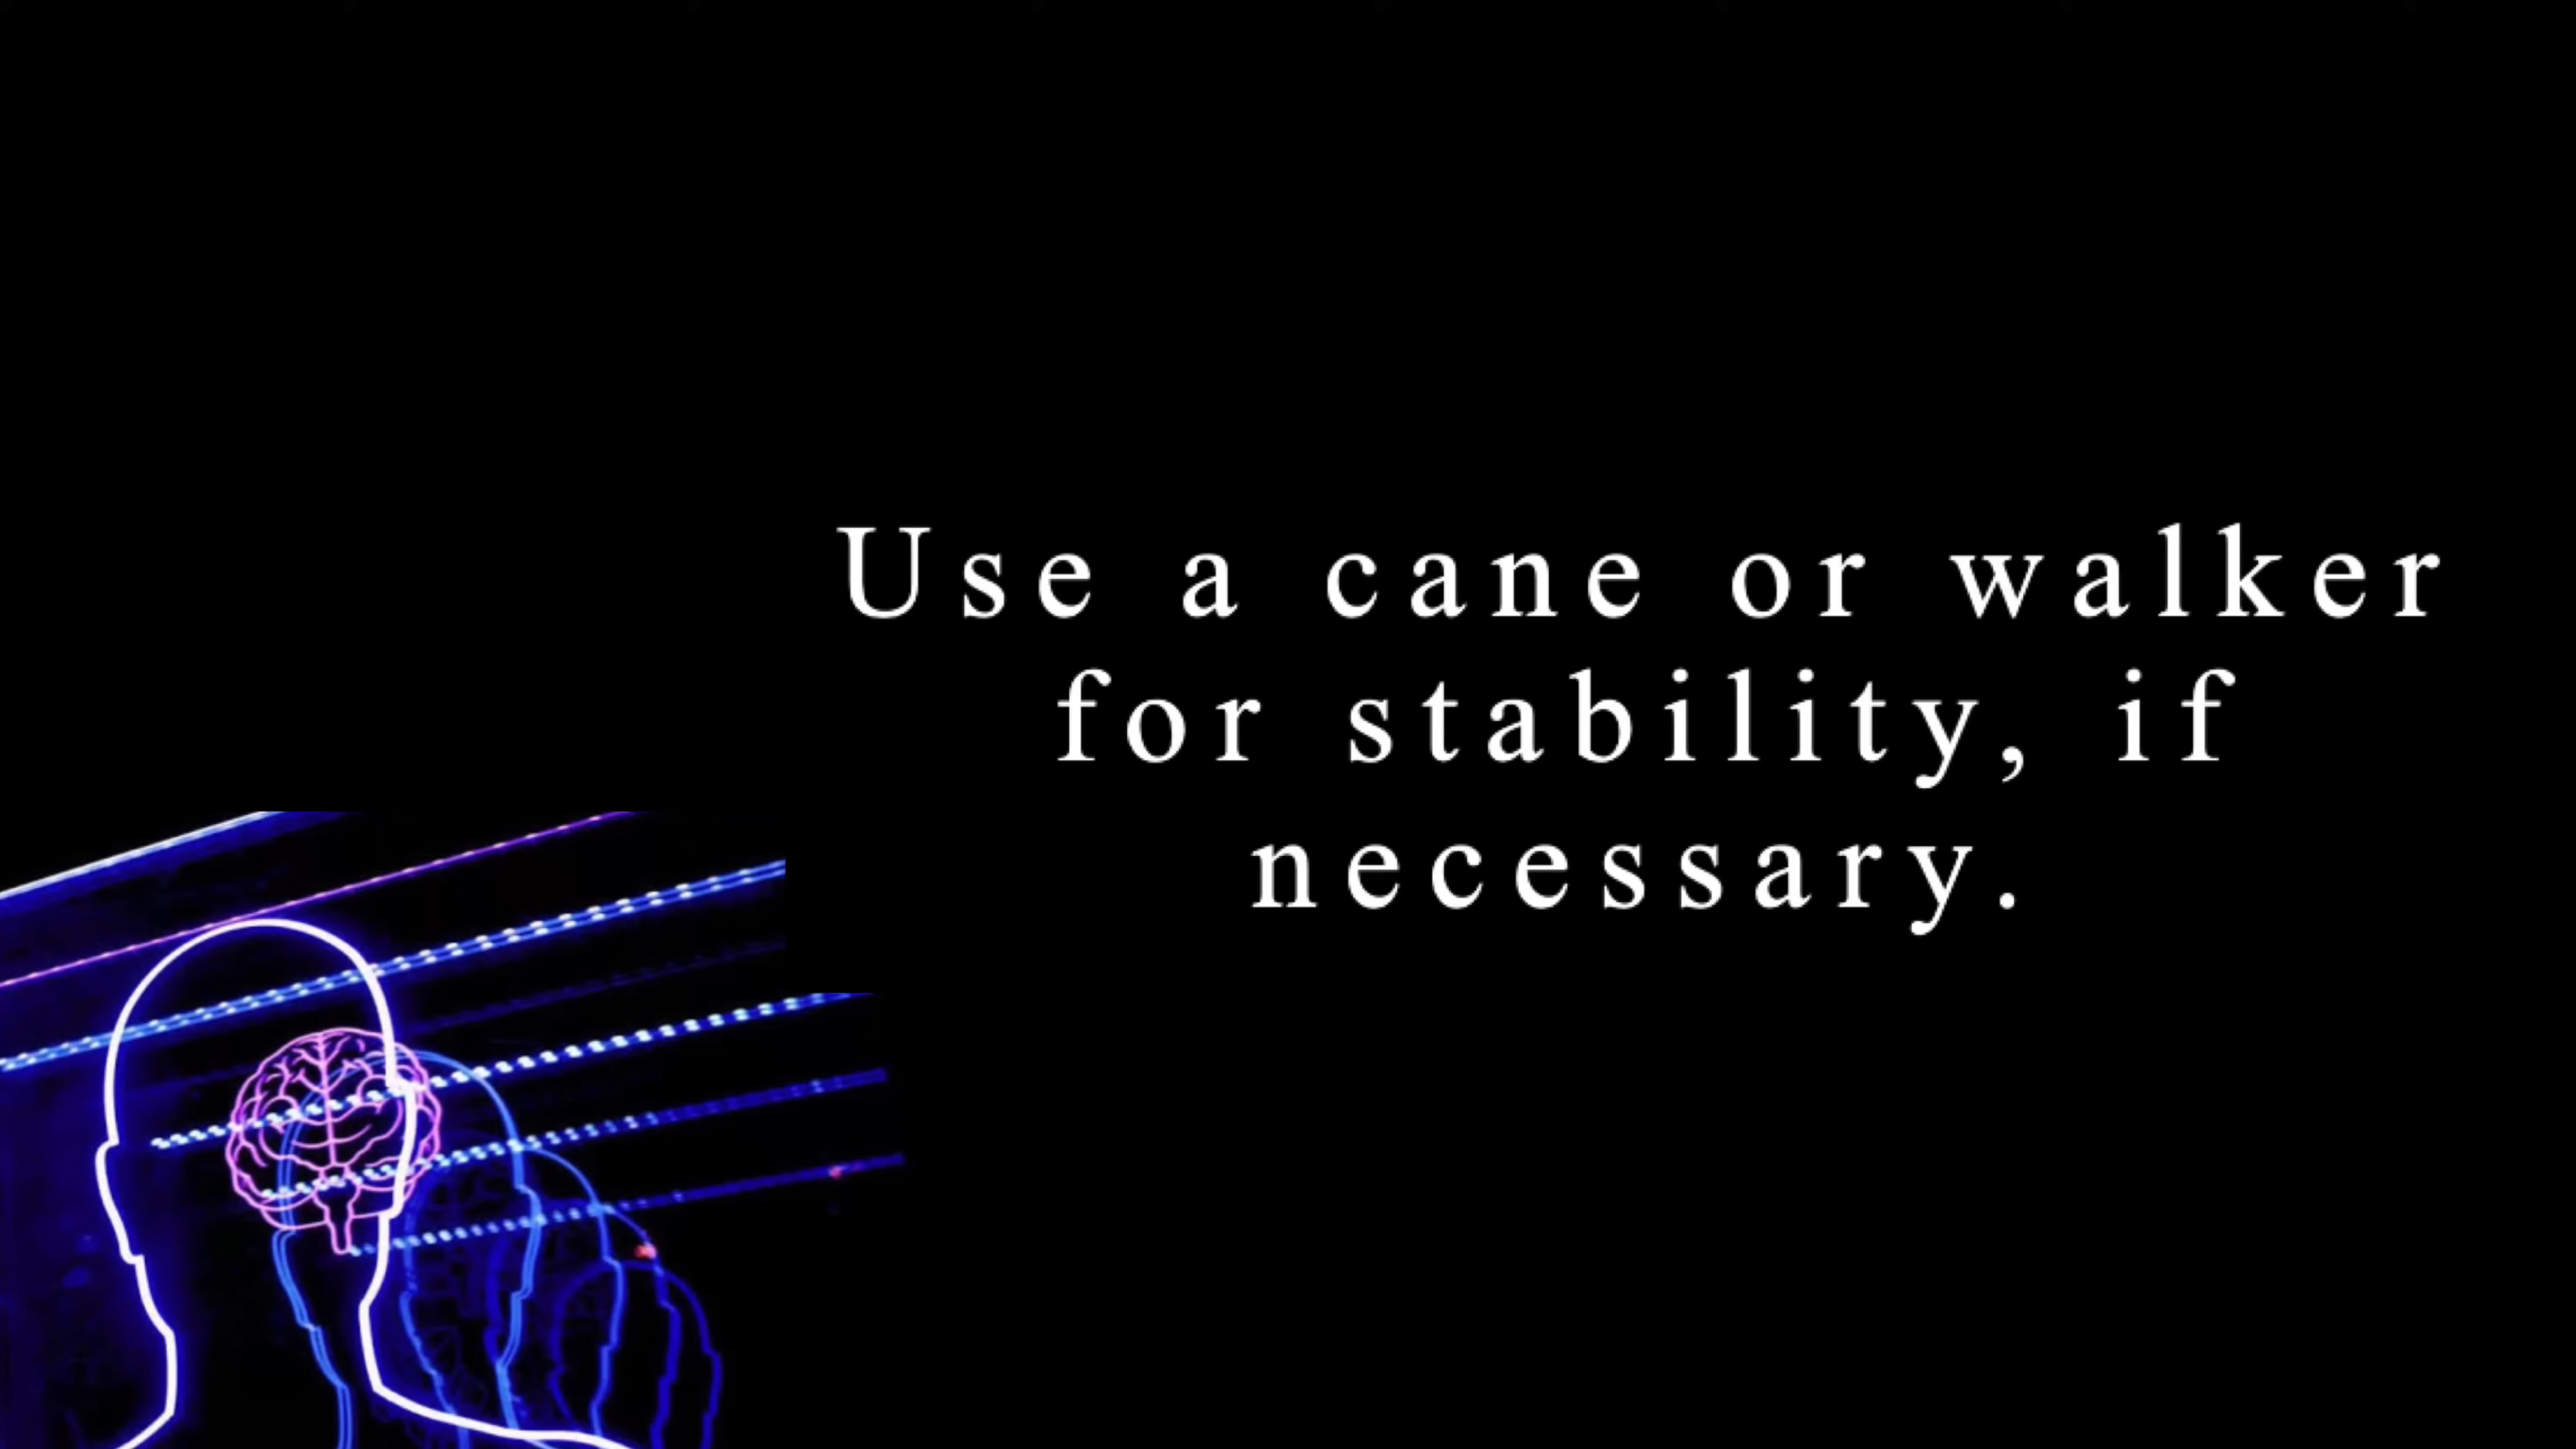 Use a cane or walker
for stability, if
necessary.